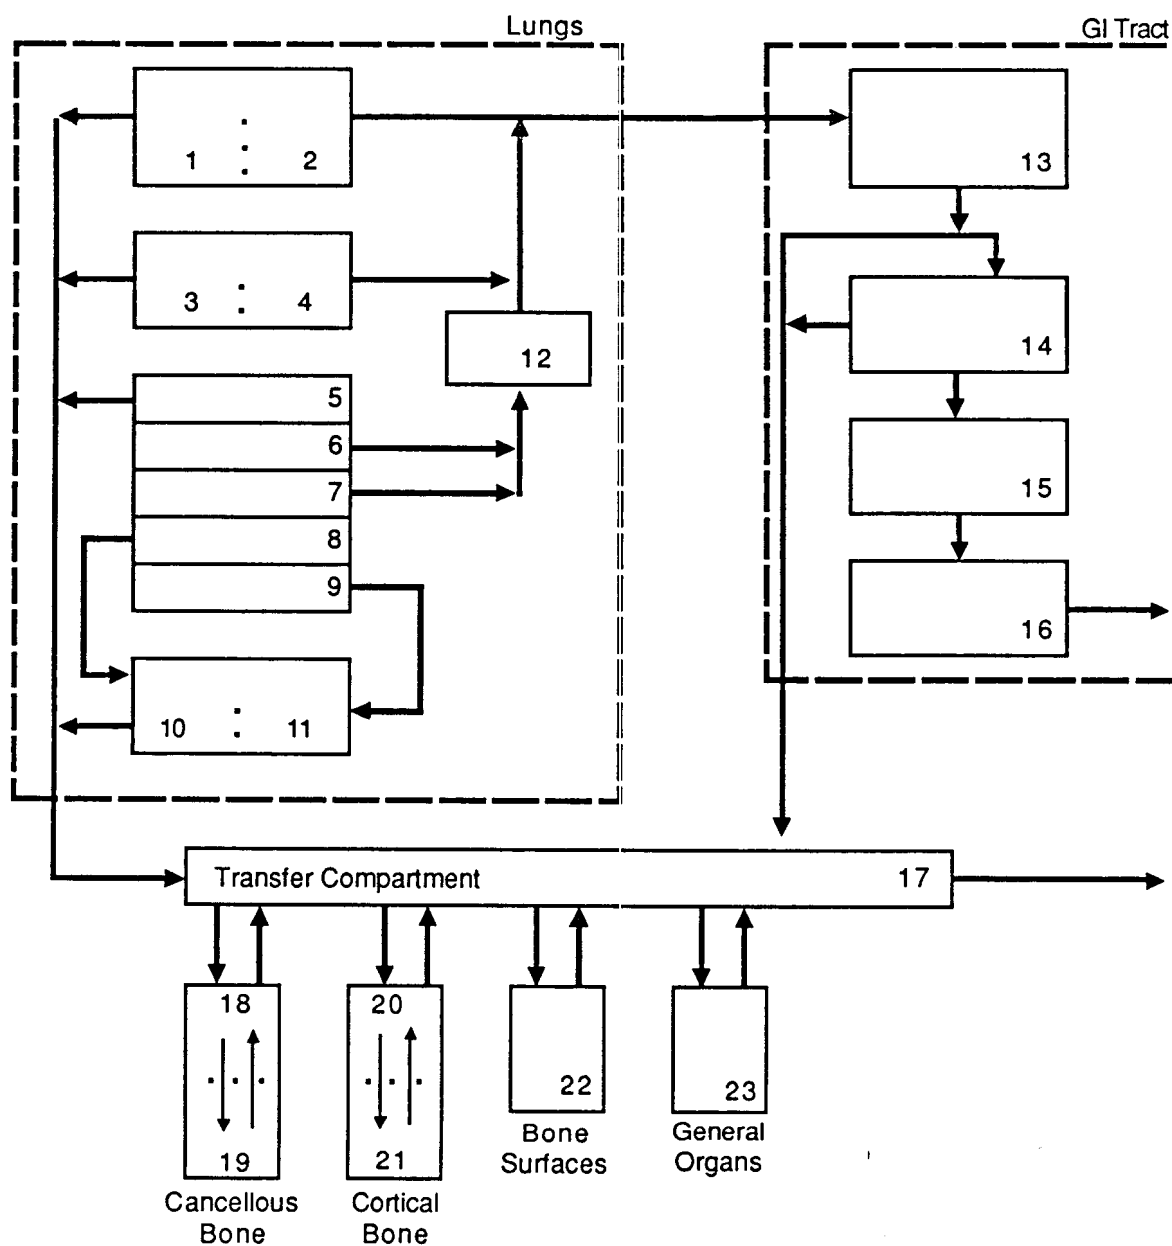 Lungs
GI Tract
1 2
13
3 4
12
14
5
6
7
15
8
9
16
10 11
Transfer Compartment 17
18
20
22
23
19
21
Bone
Surfaces
General
Organs
Cancellous
Bone
Cortical
Bone